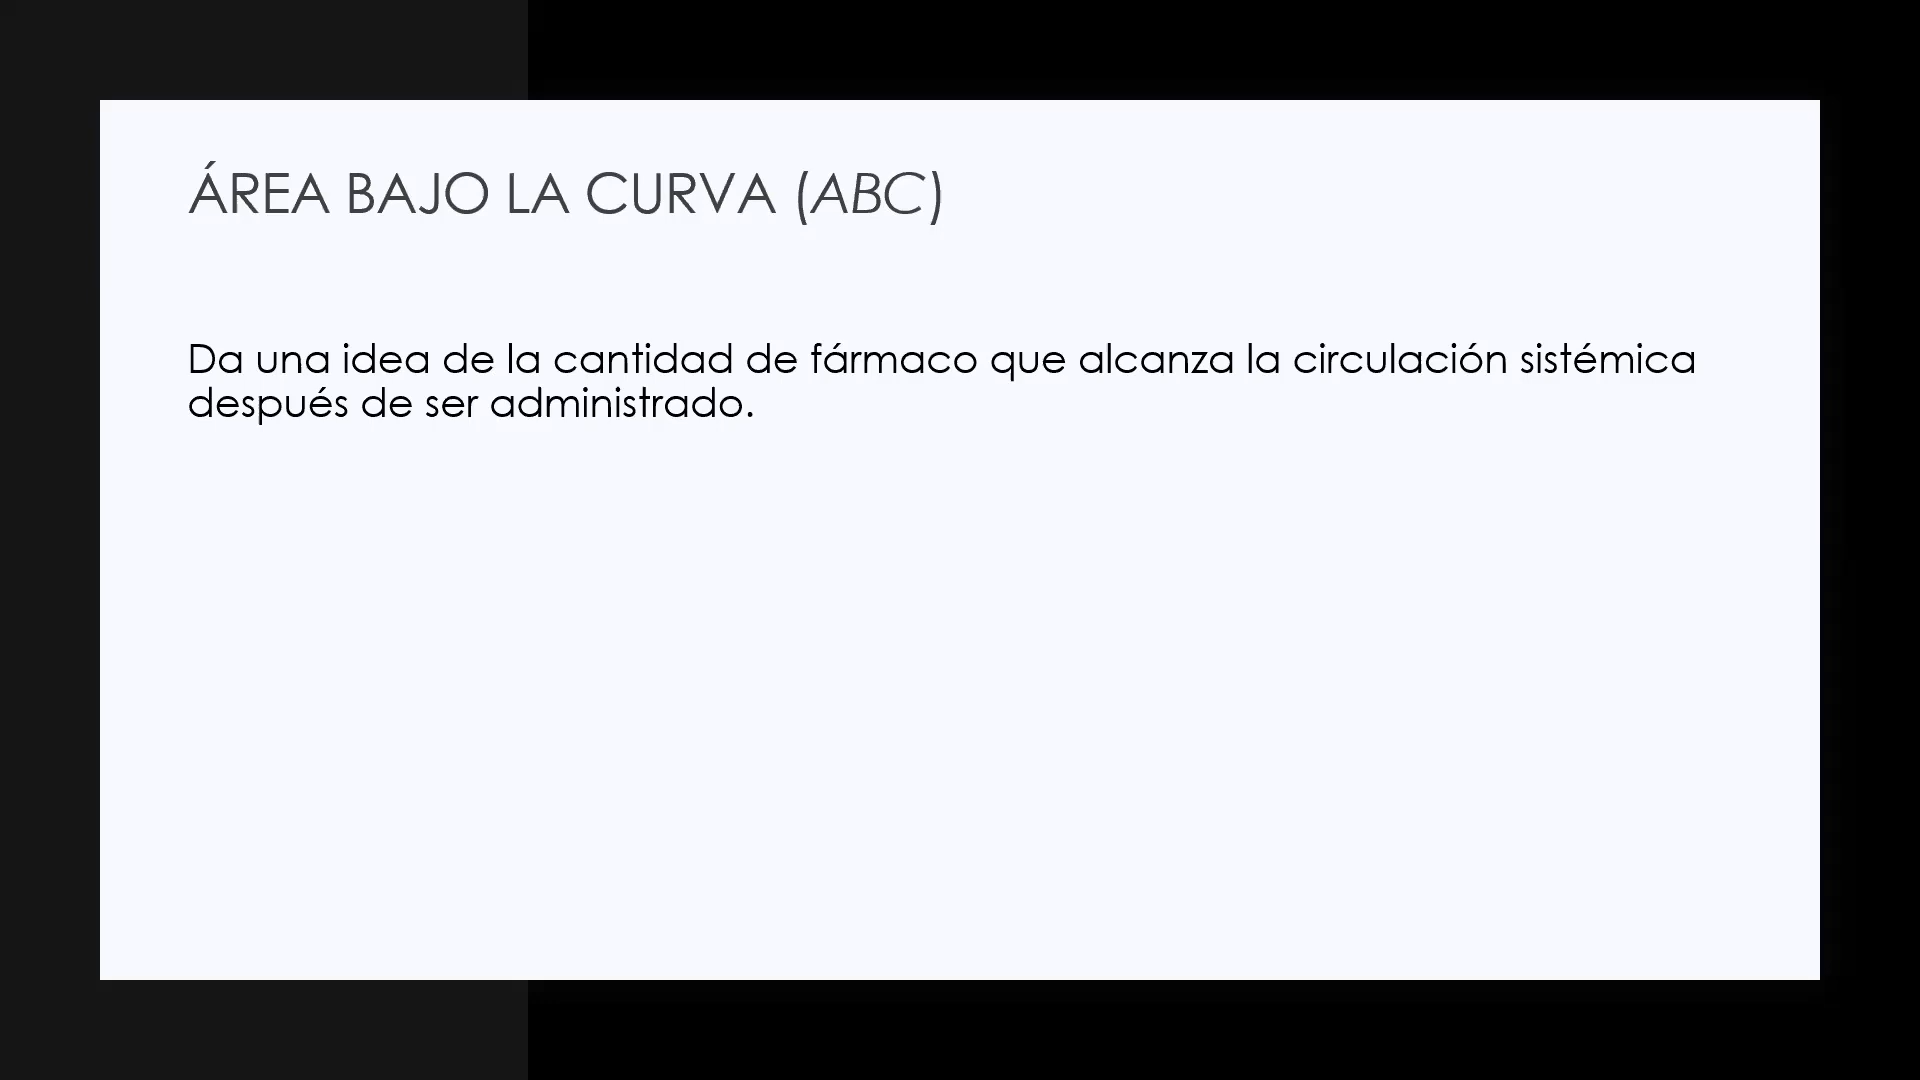 ÁREA BAJO LA CURVA (ABC)
Da una idea de la cantidad de fármaco que alcanza la circulación sistémica
después de ser administrado.